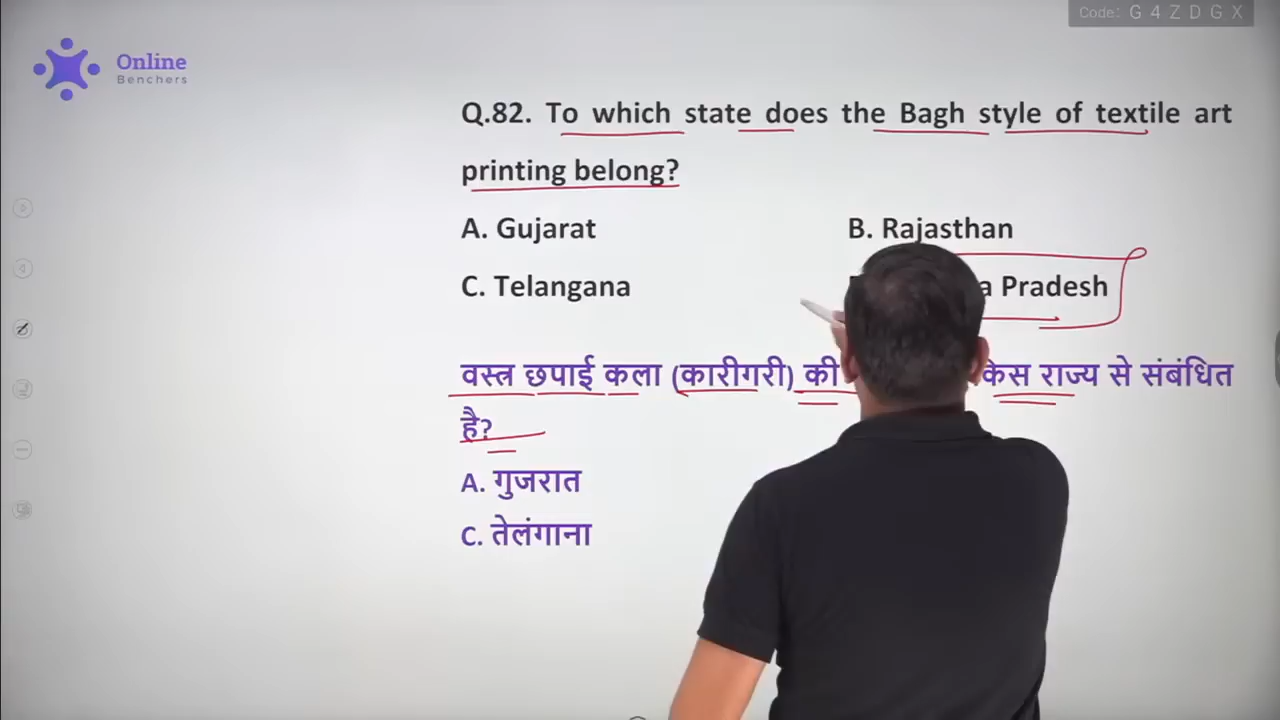 Code: G4ZDGX
Online
Benchers
Q.82. To which state does the Bagh style of textile art
printing belong?
A. Gujarat
B. Rajasthan
C. Telangana
Pradesh
वस्त्र छपाई कला (कारीगरी) की राज्य से संबंधित
है?
A. गुजरात
C. तेलंगाना